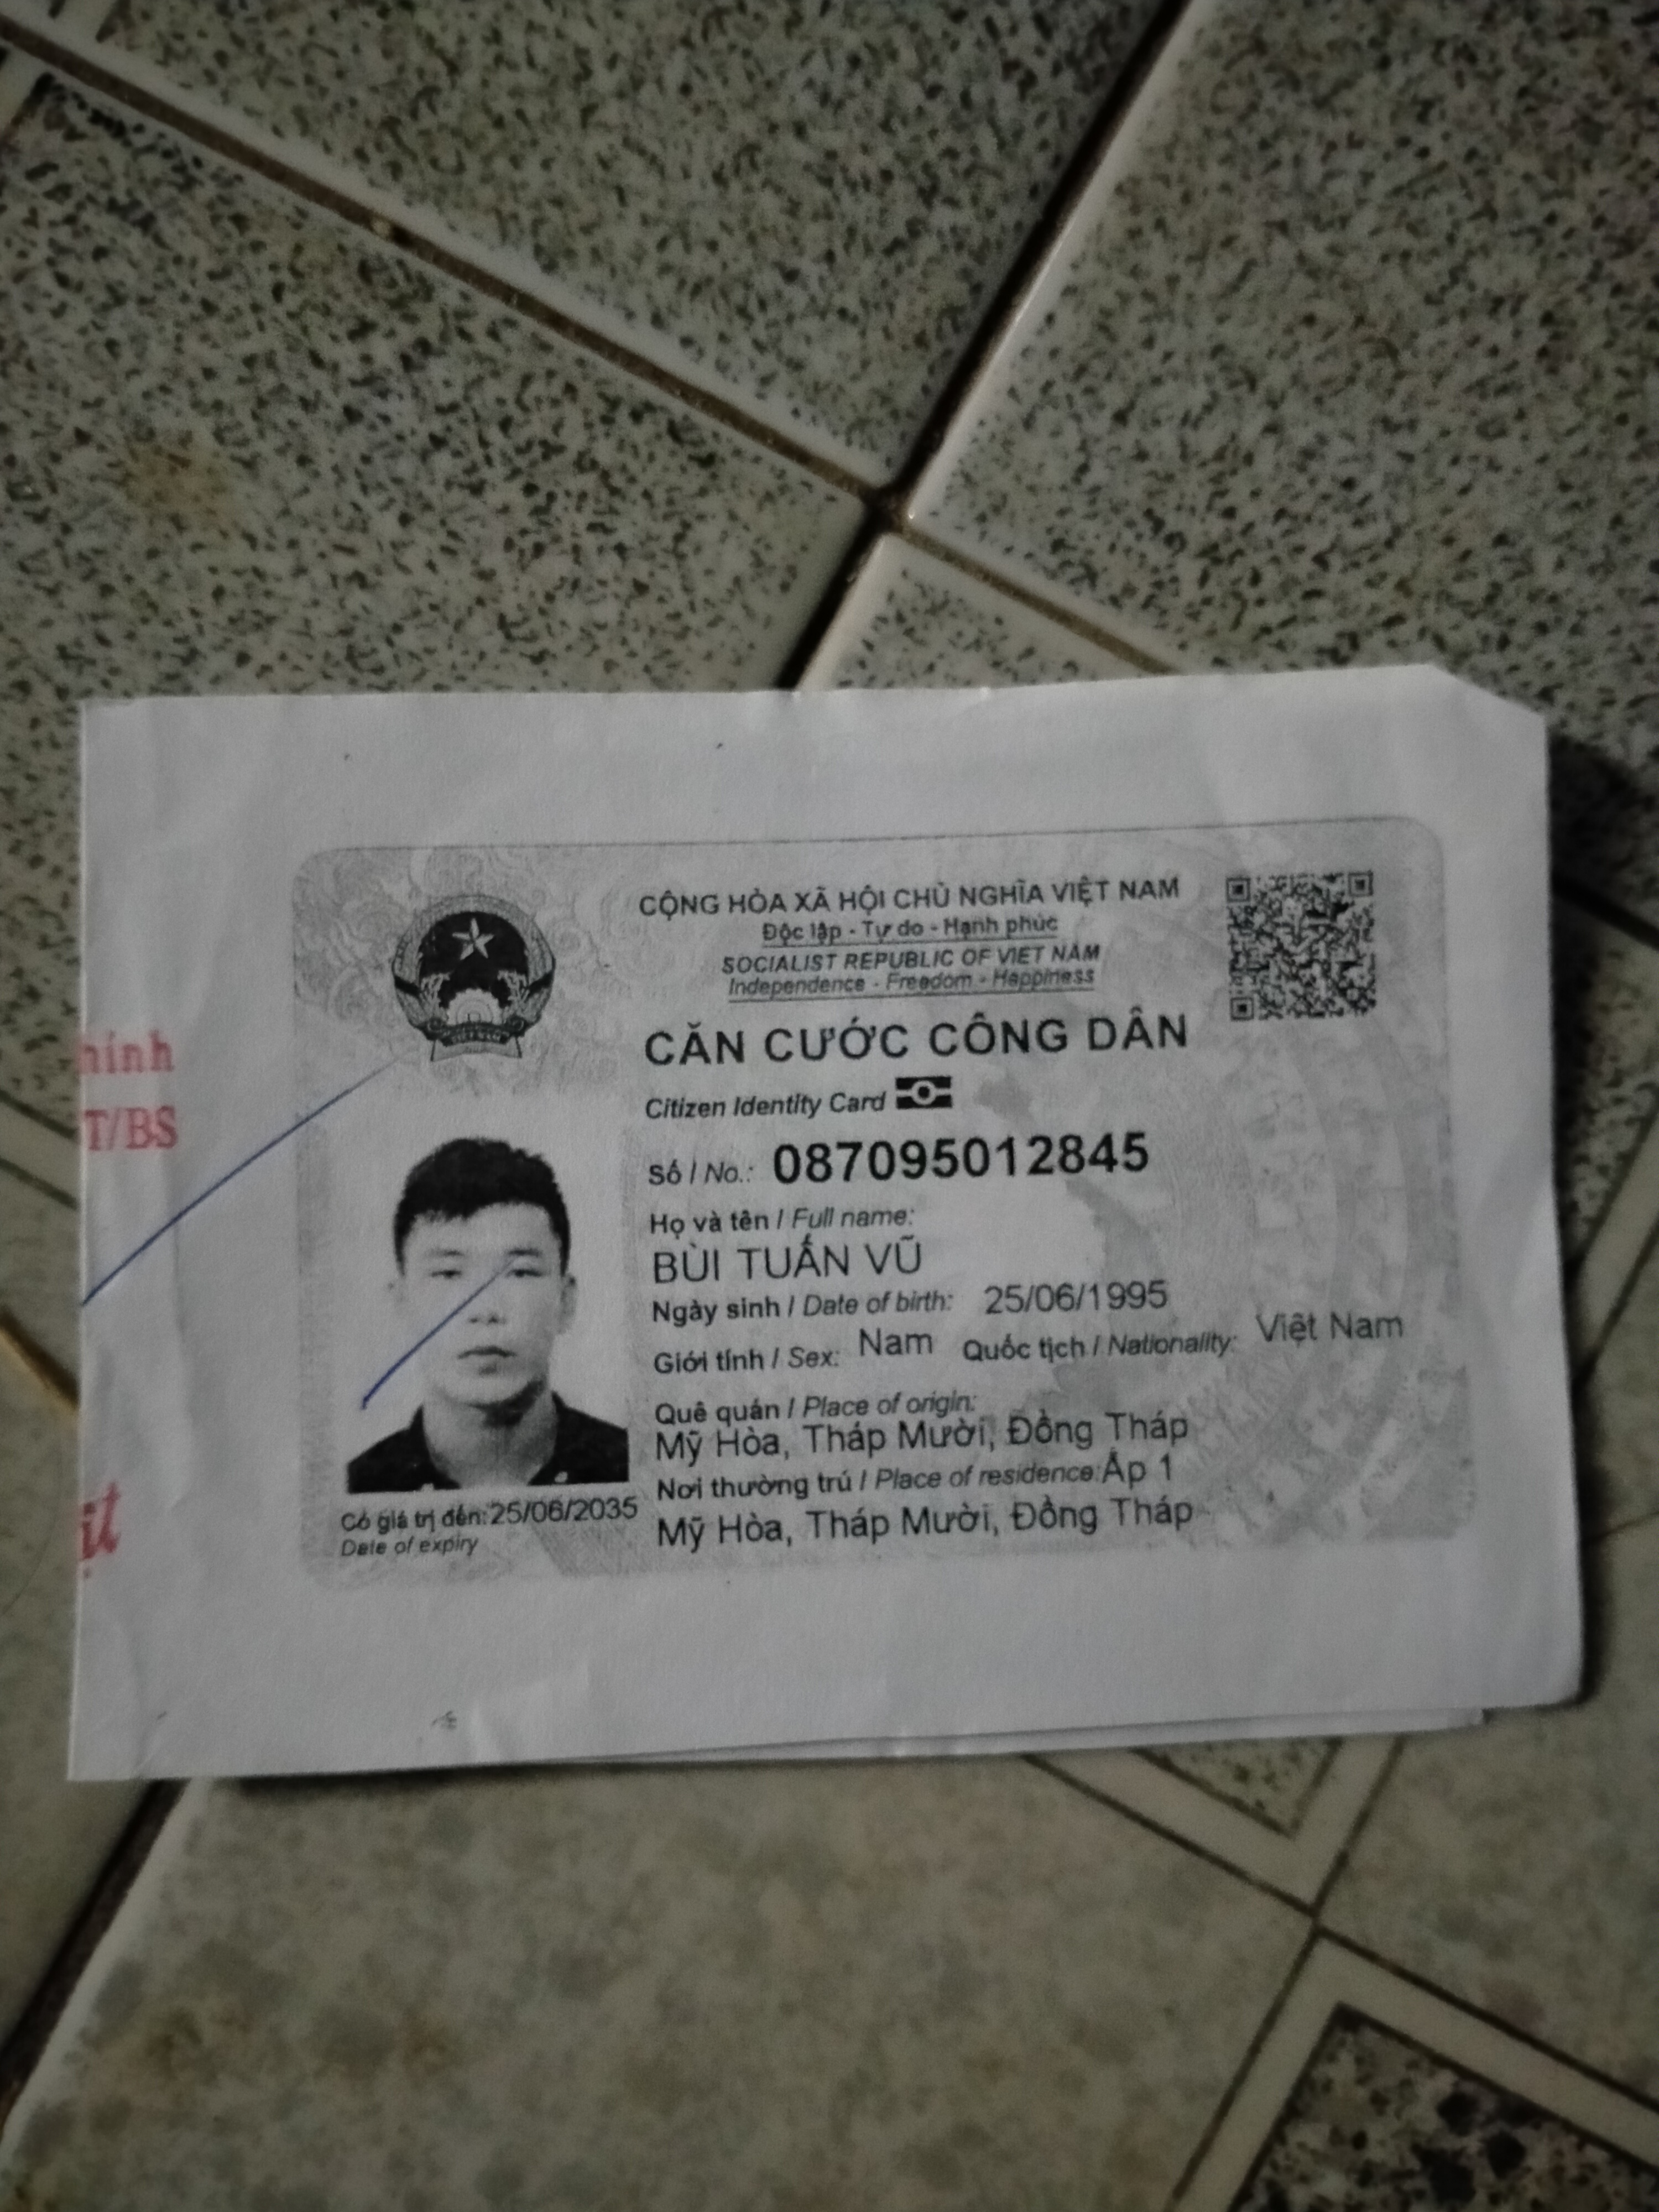 CỘNG HÒA XÃ HỘI CHỦ NGHĨA VIỆT NAM
Độc lập - Tự do - Hạnh phúc
SOCIALIST REPUBLIC OF VIET NAM
Independence - Freedom - Happiness
CĂN CƯỚC CÔNG DÂN
Citizen Identity Card
Số / No.: 087095012845
Họ và tên / Full name:
BÙI TUẤN VŨ
Ngày sinh / Date of birth: 25/06/1995
Giới tính / Sex: Nam Quốc tịch / Nationality: Việt Nam
Quê quán / Place of origin:
Mỹ Hòa, Tháp Mười, Đồng Tháp
Nơi thường trú / Place of residence: Ấp 1
Mỹ Hòa, Tháp Mười, Đồng Tháp
Có giá trị đến: 25/06/2035
Date of expiry
T/BS